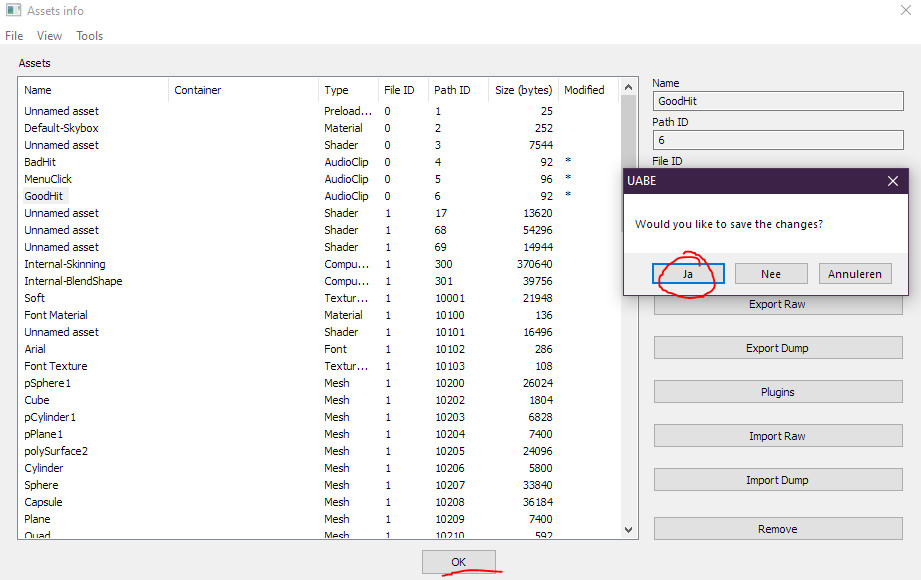 Assets info
File View Tools
Assets
Name Container Type File ID Path ID Size (bytes) Modified
Unnamed asset Preload... 0 1 25
Default-Skybox Material 0 2 252
Unnamed asset Shader 0 3 7544
BadHit AudioClip 0 4 92 *
MenuClick AudioClip 0 5 96 *
GoodHit AudioClip 0 6 92 *
Unnamed asset Shader 1 17 13620
Unnamed asset Shader 1 68 54296
Unnamed asset Shader 1 69 14944
Internal-Skinning Compu... 1 300 370640
Internal-BlendShape Compu... 1 301 39756
Soft Textur... 1 10001 21948
Font Material Material 1 10100 136
Unnamed asset Shader 1 10101 16496
Arial Font 1 10102 286
Font Texture Textur... 1 10103 108
pSphere1 Mesh 1 10200 26024
Cube Mesh 1 10202 1804
pCylinder1 Mesh 1 10203 6828
pPlane1 Mesh 1 10204 7400
polySurface2 Mesh 1 10205 24096
Cylinder Mesh 1 10206 5800
Sphere Mesh 1 10207 33840
Capsule Mesh 1 10208 36184
Plane Mesh 1 10209 7400
Quad Mesh 1 10210 592
Name
GoodHit
Path ID
6
File ID
UABE
Would you like to save the changes?
Ja Nee Annuleren
Export Raw
Export Dump
Plugins
Import Raw
Import Dump
Remove
OK